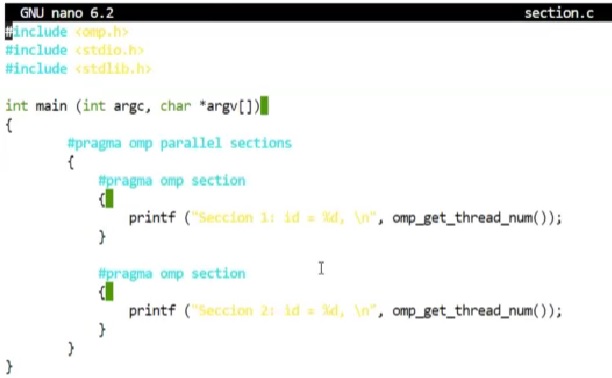 GNU nano 6.2 section.c
#include <omp.h>
#include <stdio.h>
#include <stdlib.h>
int main (int argc, char *argv[])
{
#pragma omp parallel sections
{
#pragma omp section
{
printf ("Seccion 1: id = %d, \n", omp_get_thread_num());
}
#pragma omp section
{
printf ("Seccion 2: id = %d, \n", omp_get_thread_num());
}
}
}